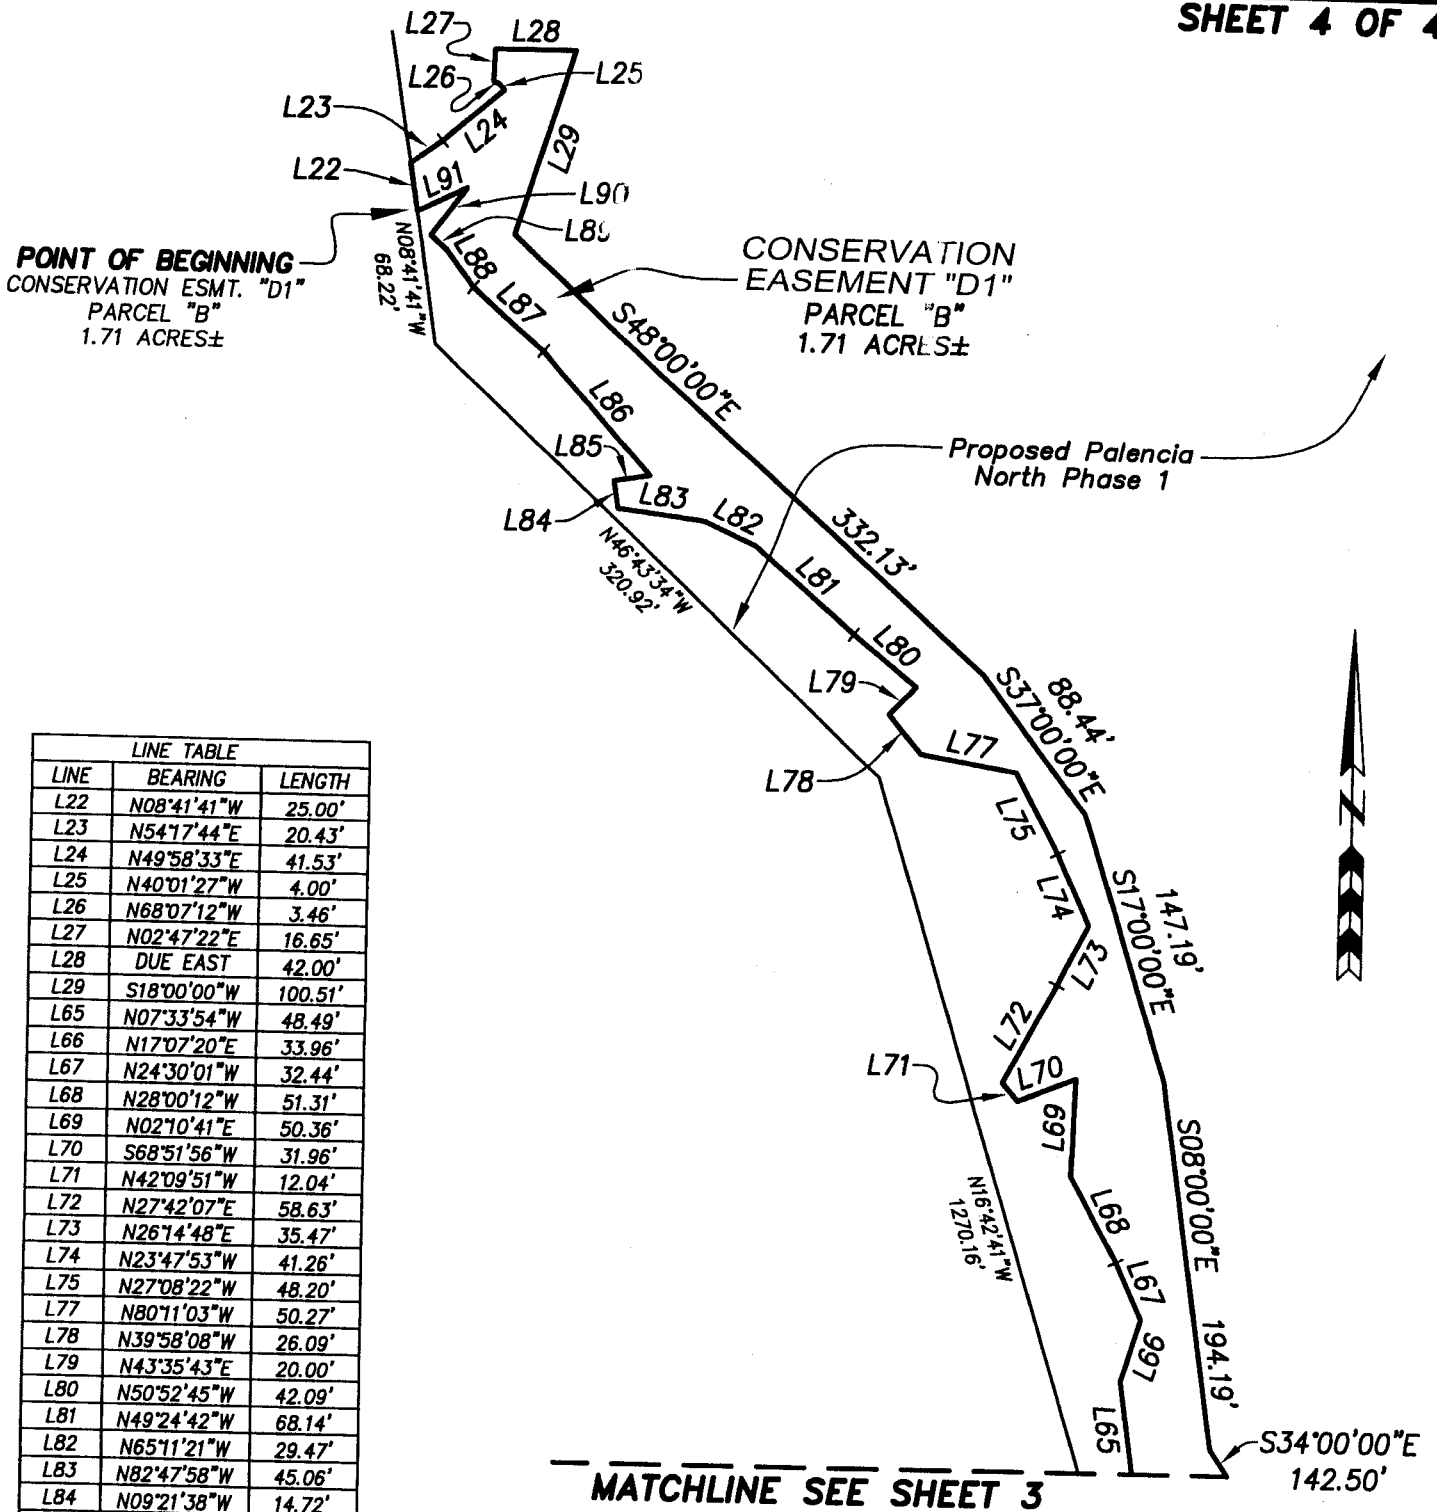 SHEET 4 OF 4
L27
L28
L26
L25
L23
L24
L29
L22
L91
L90
L89
L88
POINT OF BEGINNING
CONSERVATION ESMT. "D1"
PARCEL "B"
1.71 ACRES±
N08°41'41"W
68.22'
L87
CONSERVATION
EASEMENT "D1"
PARCEL "B"
1.71 ACRES±
S48°00'00"E
332.13'
L86
L85
L84
L83
L82
Proposed Palencia
North Phase 1
N46°43'34"W
320.92'
L81
L80
L79
L78
L77
S37°00'00"E
88.44'
L75
L74
L73
L72
S17°00'00"E
147.19'
L71
L70
L69
L68
L67
L66
L65
N16°42'41"W
1270.16'
S08°00'00"E
194.19'
S34°00'00"E
142.50'
N
MATCHLINE SEE SHEET 3
LINE TABLE
LINE BEARING LENGTH
L22 N08°41'41"W 25.00'
L23 N54°17'44"E 20.43'
L24 N49°58'33"E 41.53'
L25 N40°01'27"W 4.00'
L26 N68°07'12"W 3.46'
L27 N02°47'22"E 16.65'
L28 DUE EAST 42.00'
L29 S18°00'00"W 100.51'
L65 N07°33'54"W 48.49'
L66 N17°07'20"E 33.96'
L67 N24°30'01"W 32.44'
L68 N28°00'12"W 51.31'
L69 N02°10'41"E 50.36'
L70 S68°51'56"W 31.96'
L71 N42°09'51"W 12.04'
L72 N27°42'07"E 58.63'
L73 N26°14'48"E 35.47'
L74 N23°47'53"W 41.26'
L75 N27°08'22"W 48.20'
L77 N80°11'03"W 50.27'
L78 N39°58'08"W 26.09'
L79 N43°35'43"E 20.00'
L80 N50°52'45"W 42.09'
L81 N49°24'42"W 68.14'
L82 N65°11'21"W 29.47'
L83 N82°47'58"W 45.06'
L84 N09°21'38"W 14.72'